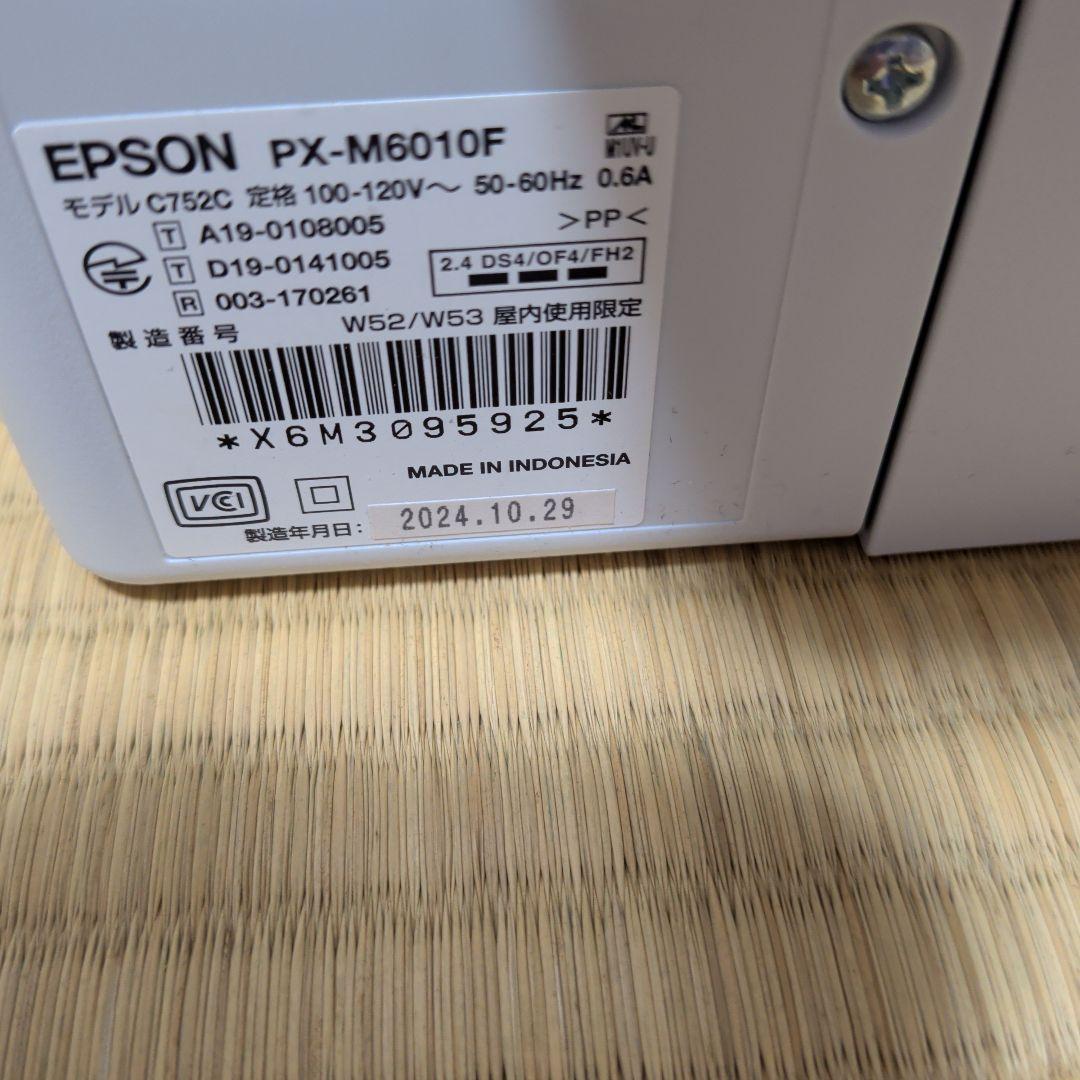 EPSON PX-M6010F
モデル C752C 定格 100-120V～ 50-60Hz 0.6A
T A19-0108005 >PP<
T D19-0141005 2.4 DS4/OF4/FH2
R 003-170261
W52/W53 屋内使用限定
製造番号
*X6M3095925*
MADE IN INDONESIA
VCCI
製造年月日: 2024.10.29